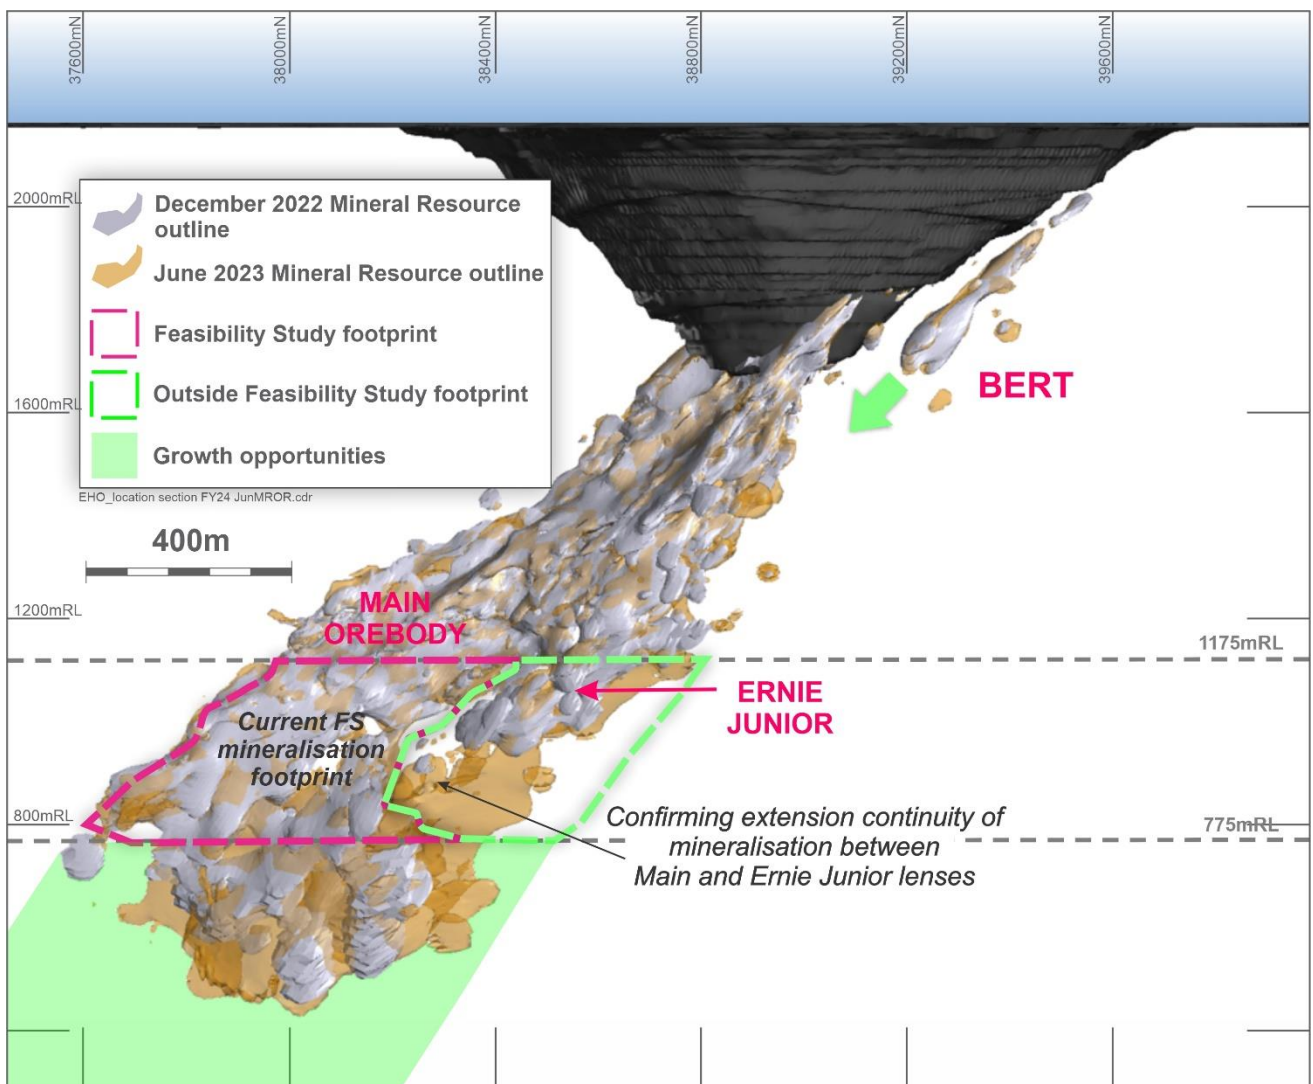 37600mN
38000mN
38400mN
38800mN
39200mN
39600mN
2000mRL
December 2022 Mineral Resource
outline
June 2023 Mineral Resource outline
Feasibility Study footprint
Outside Feasibility Study footprint
Growth opportunities
EHO_location section FY24 JunMROR.cdr
BERT
1600mRL
400m
1200mRL
MAIN
OREBODY
1175mRL
ERNIE
JUNIOR
Current FS
mineralisation
footprint
800mRL
775mRL
Confirming extension continuity of
mineralisation between
Main and Ernie Junior lenses